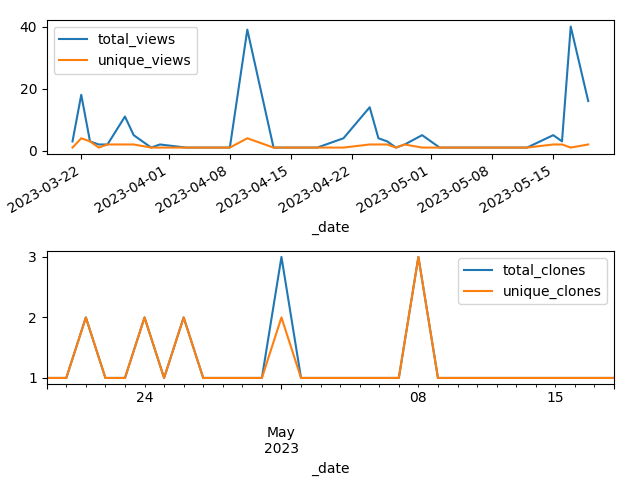 40
20
0
total_views
unique_views
2023-03-22
2023-04-01
2023-04-08
2023-04-15
2023-04-22
2023-05-01
2023-05-08
2023-05-15
_date
3
2
1
total_clones
unique_clones
24
May
2023
08
15
_date